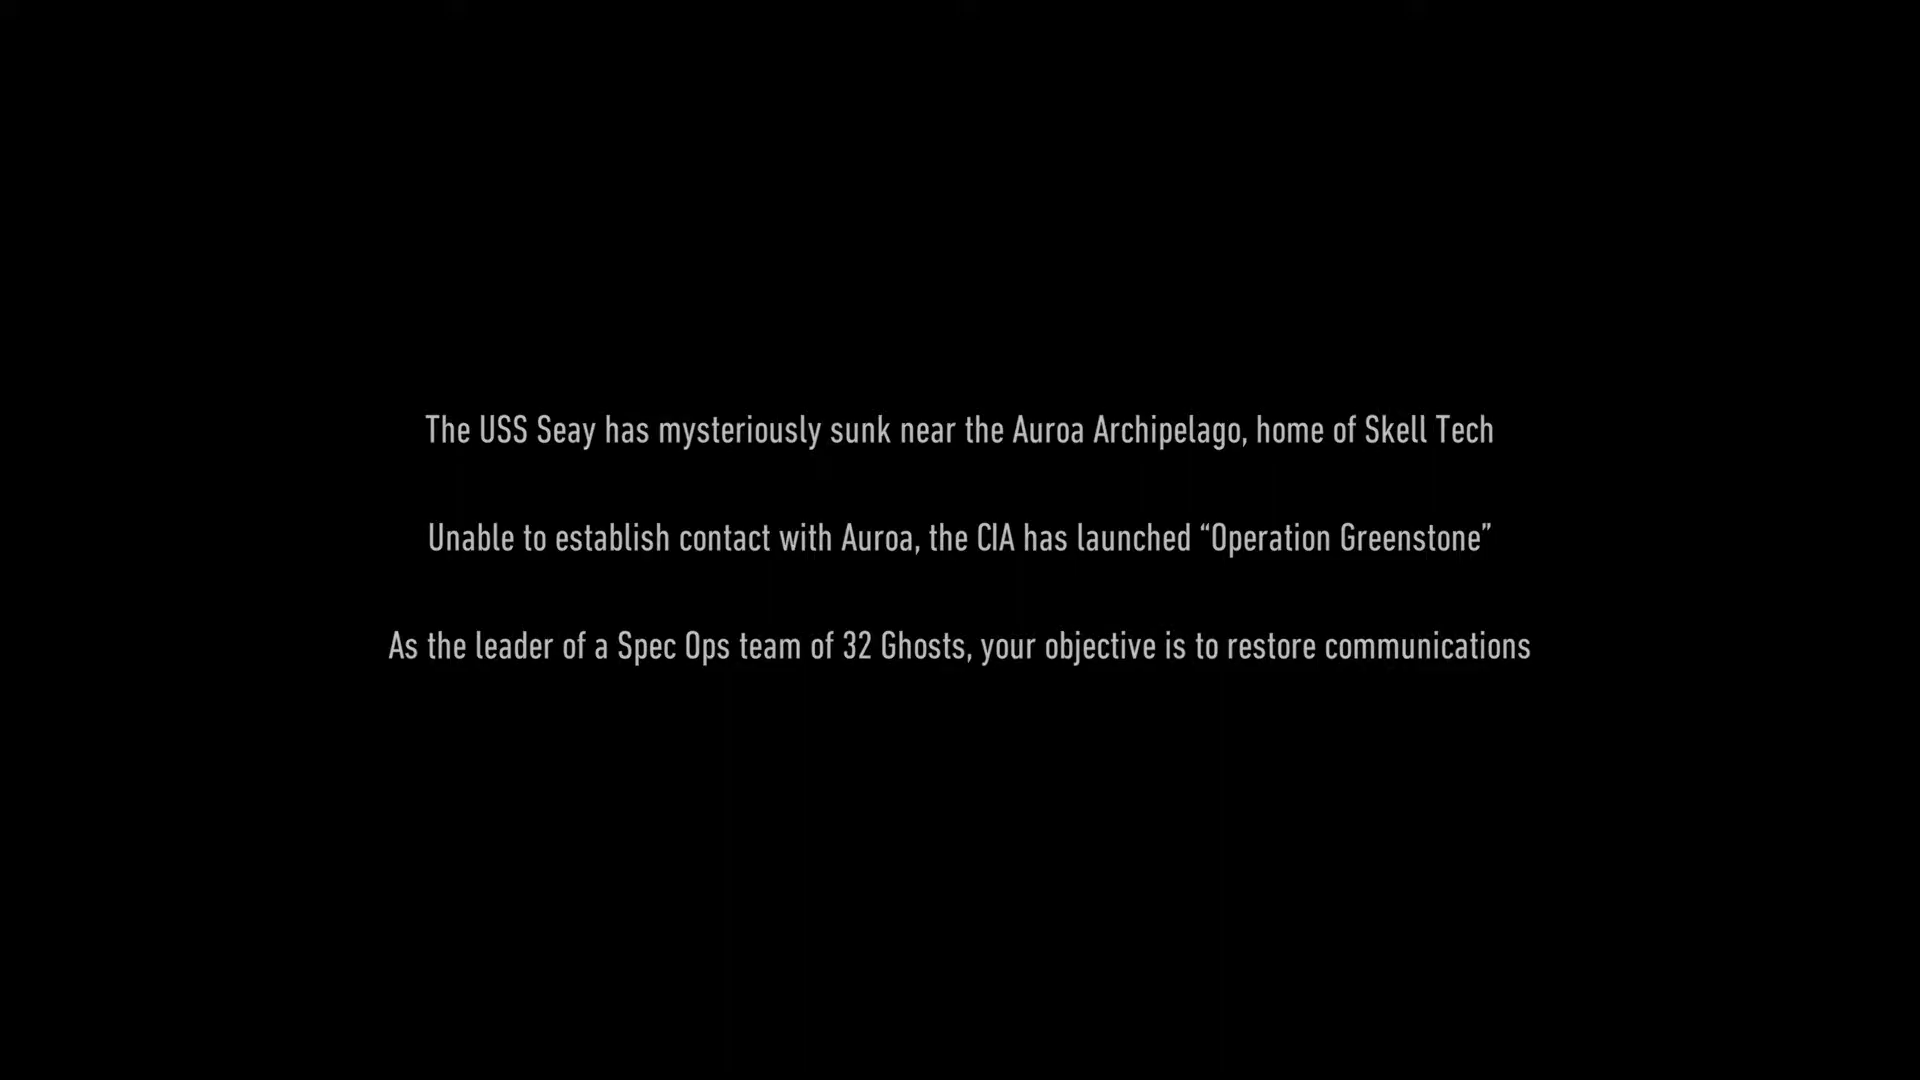 The USS Seay has mysteriously sunk near the Auroa Archipelago, home of Skell Tech
Unable to establish contact with Auroa, the CIA has launched “Operation Greenstone”
As the leader of a Spec Ops team of 32 Ghosts, your objective is to restore communications